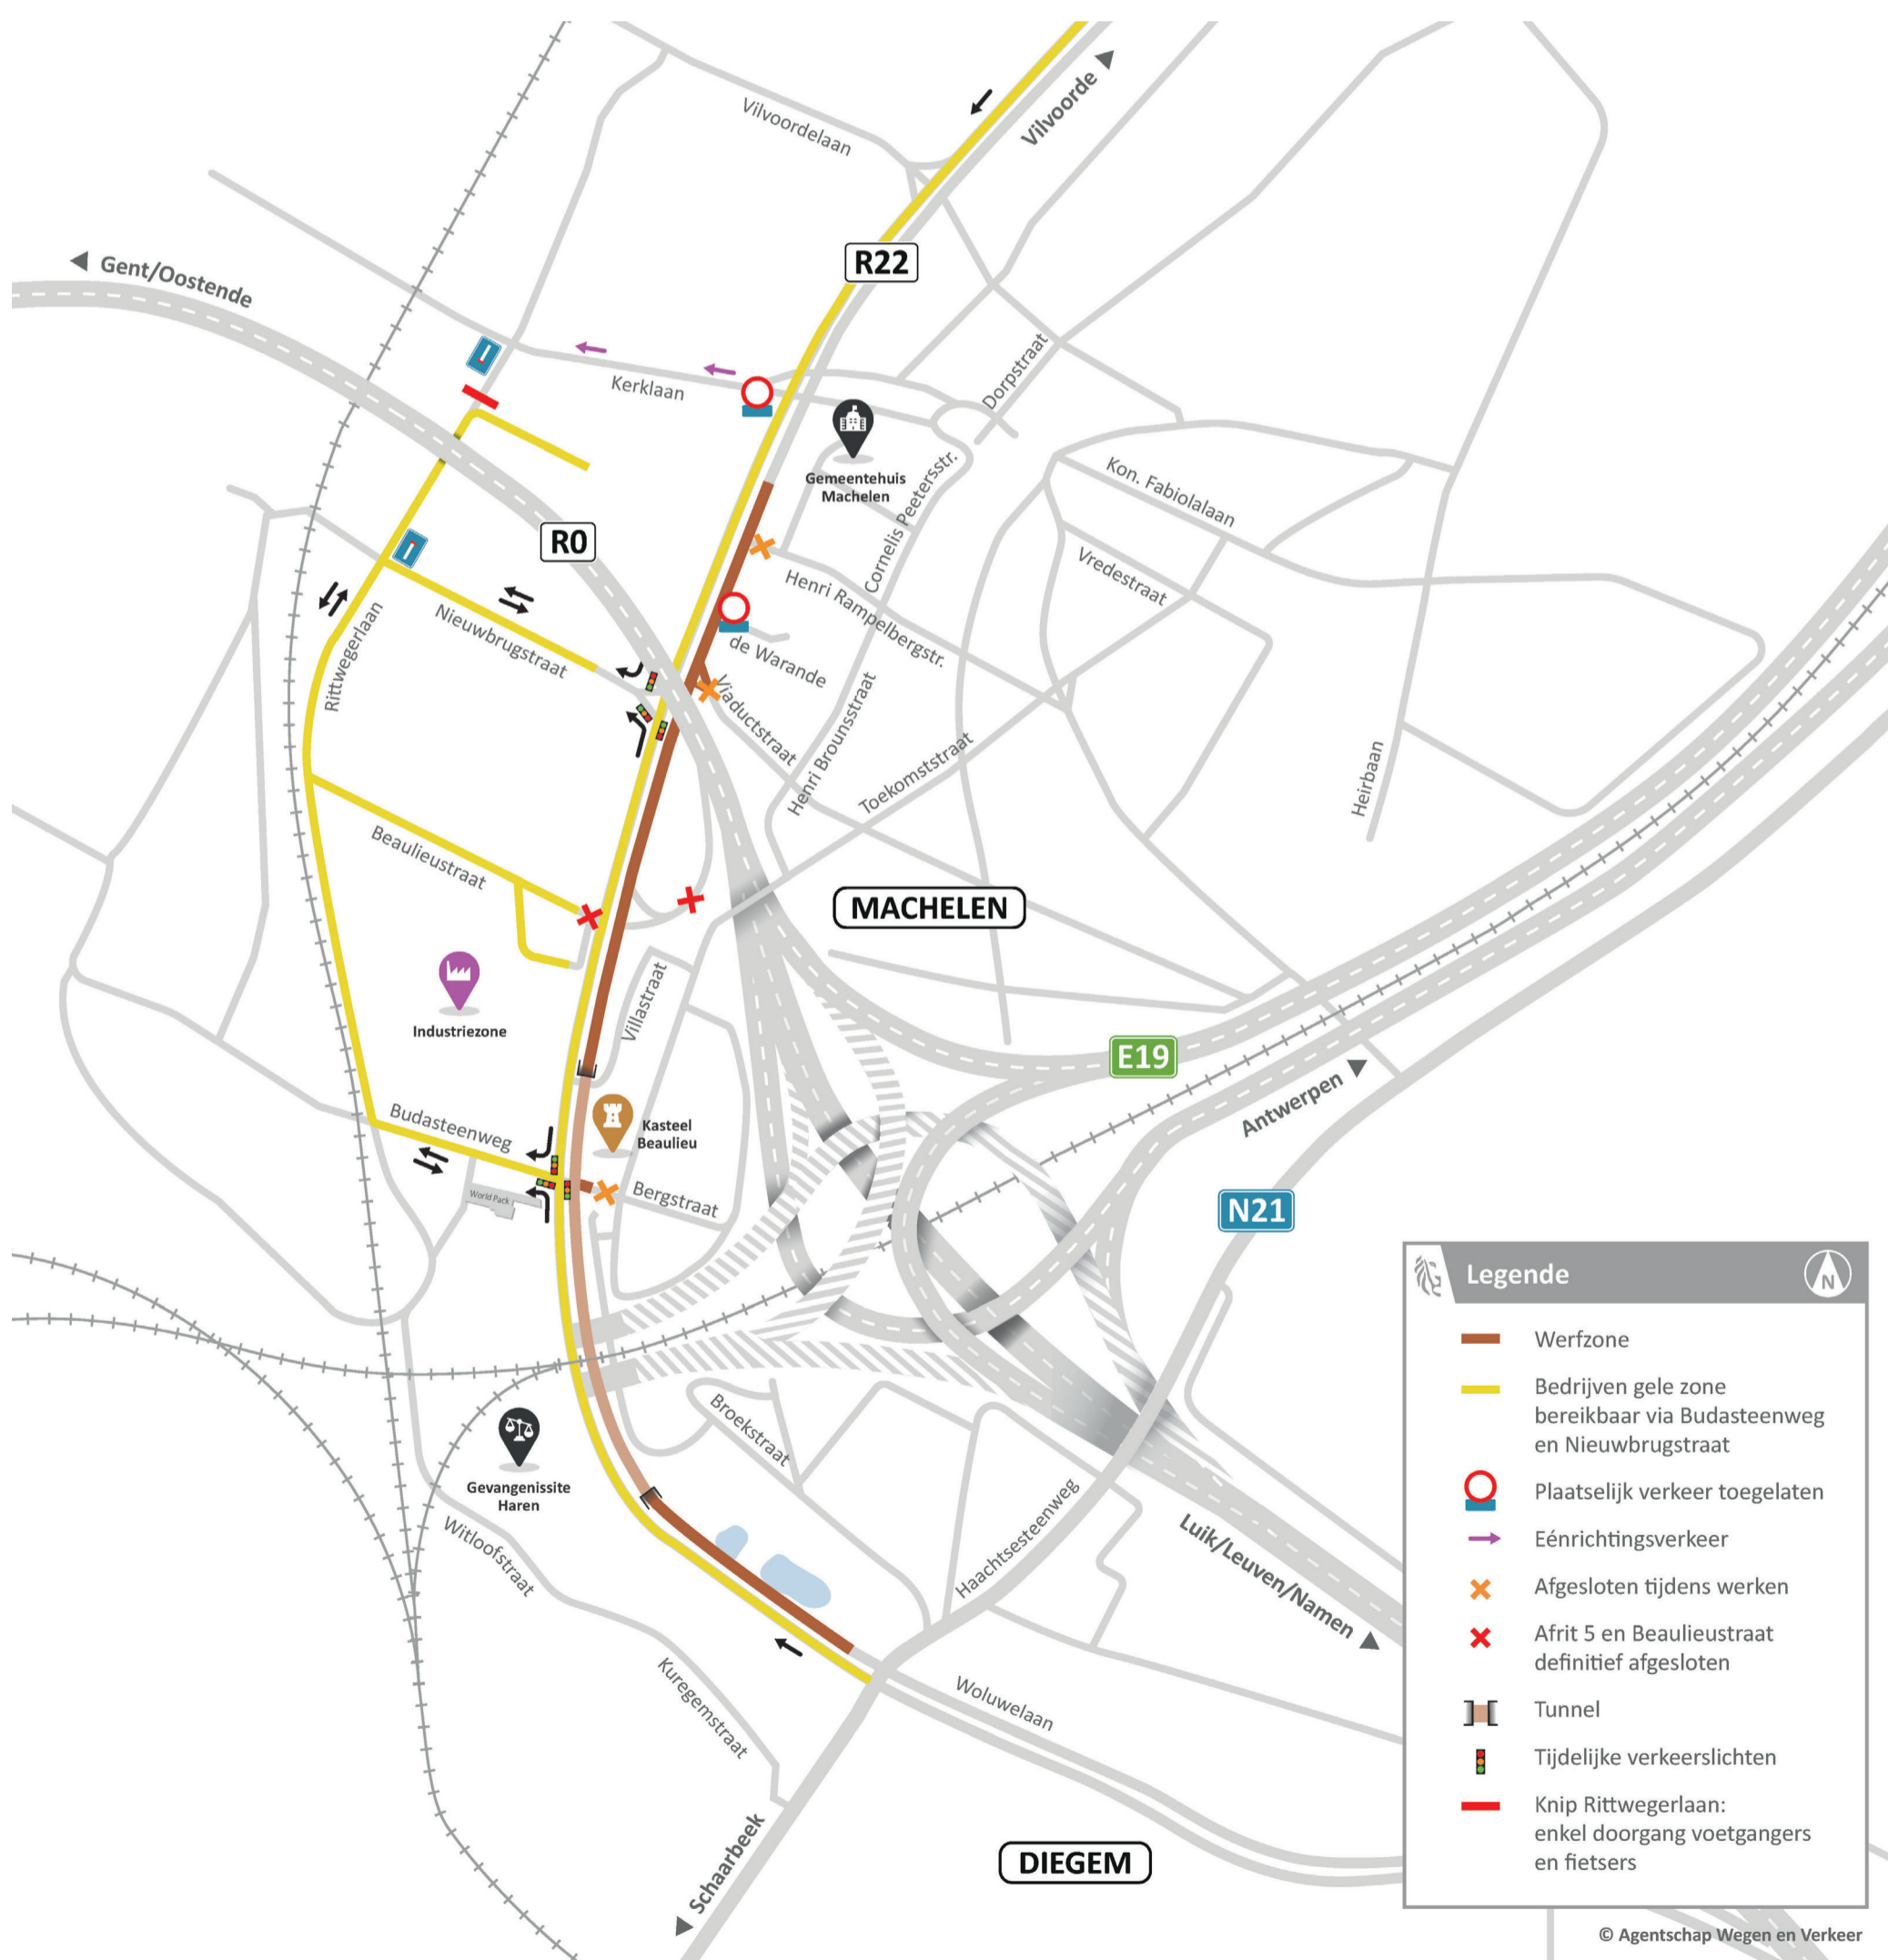 Vilvoordelaan
Vilvoorde
R22
Gent/Oostende
Kerklaan
Dorpstraat
Gemeentehuis
Machelen
Cornelis Peetersstr.
Kon. Fabiolalaan
R0
Vredestraat
Henri Rampelbergstr.
Nieuwbrugstraat
Rittwegerlaan
de Warande
Viaductstraat
Henri Brounsstraat
Toekomststraat
Heirbaan
Beaulieustraat
MACHELEN
Industriezone
Villastraat
E19
Antwerpen
Budasteenweg
Kasteel
Beaulieu
World Pack
Bergstraat
N21
Broekstraat
Gevangenissite
Haren
Witloofstraat
Haachtsesteenweg
Luik/Leuven/Namen
Kuregemstraat
Woluwelaan
Schaarbeek
DIEGEM
Legende
N
Werfzone
Bedrijven gele zone
bereikbaar via Budasteenweg
en Nieuwbrugstraat
Plaatselijk verkeer toegelaten
Eénrichtingsverkeer
Afgesloten tijdens werken
Afrit 5 en Beaulieustraat
definitief afgesloten
Tunnel
Tijdelijke verkeerslichten
Knip Rittwegerlaan:
enkel doorgang voetgangers
en fietsers
© Agentschap Wegen en Verkeer